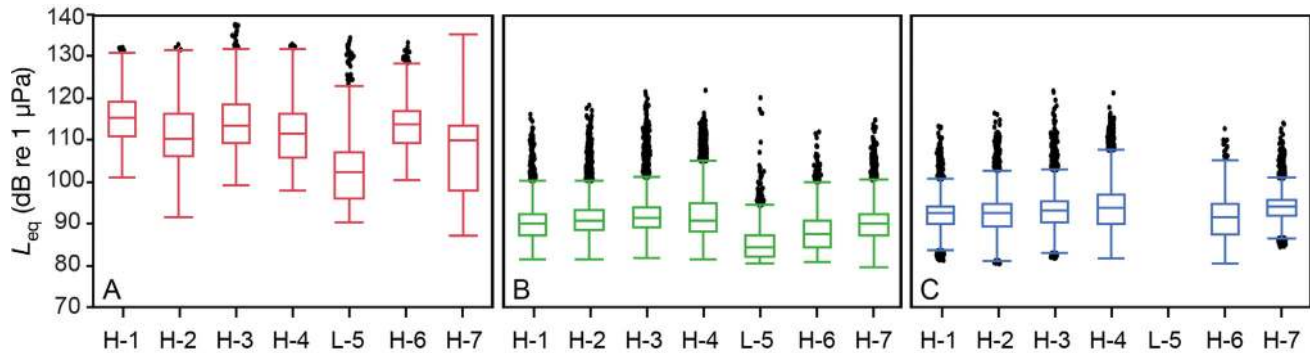 140
130
120
110
100
90
80
70
Leq (dB re 1 µPa)
A
B
C
H-1 H-2 H-3 H-4 L-5 H-6 H-7 H-1 H-2 H-3 H-4 L-5 H-6 H-7 H-1 H-2 H-3 H-4 L-5 H-6 H-7